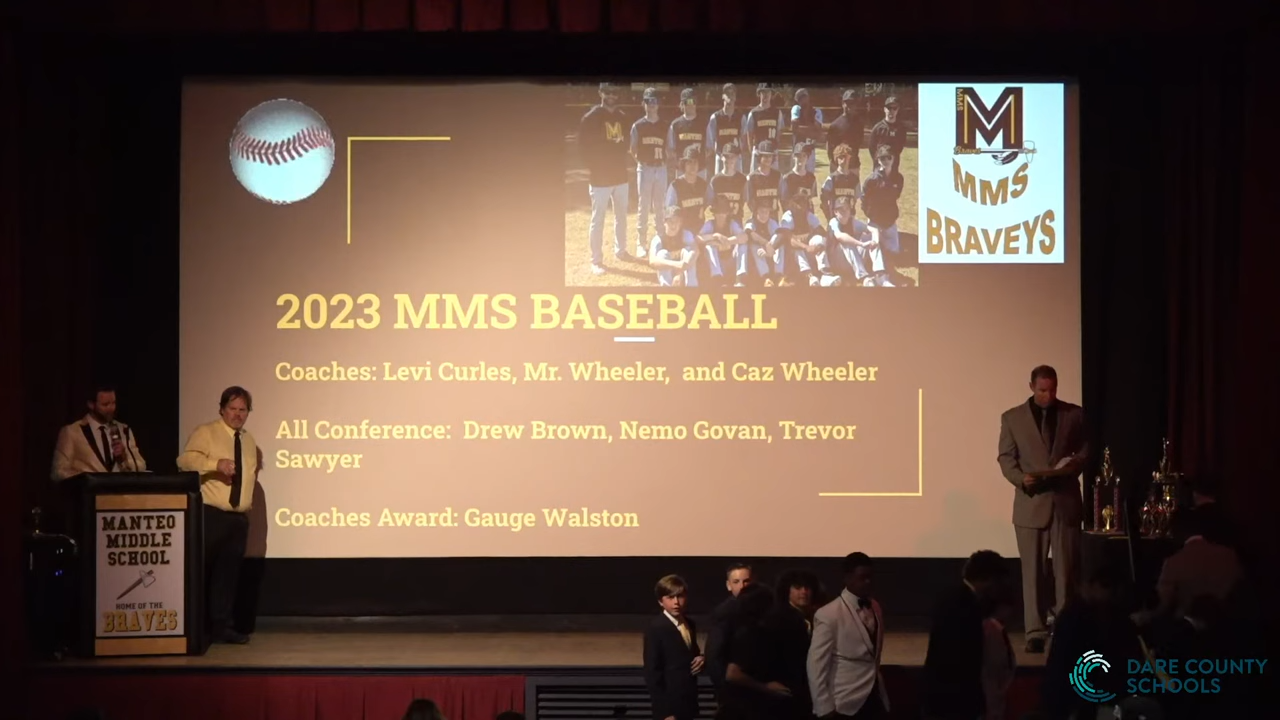 M
MMS
MMS
BRAVEYS
2023 MMS BASEBALL
Coaches: Levi Curles, Mr. Wheeler,  and Caz Wheeler
All Conference:  Drew Brown, Nemo Govan, Trevor
Sawyer
Coaches Award: Gauge Walston
MANTEO
MIDDLE
SCHOOL
HOME OF THE
BRAVES
DARE COUNTY
SCHOOLS